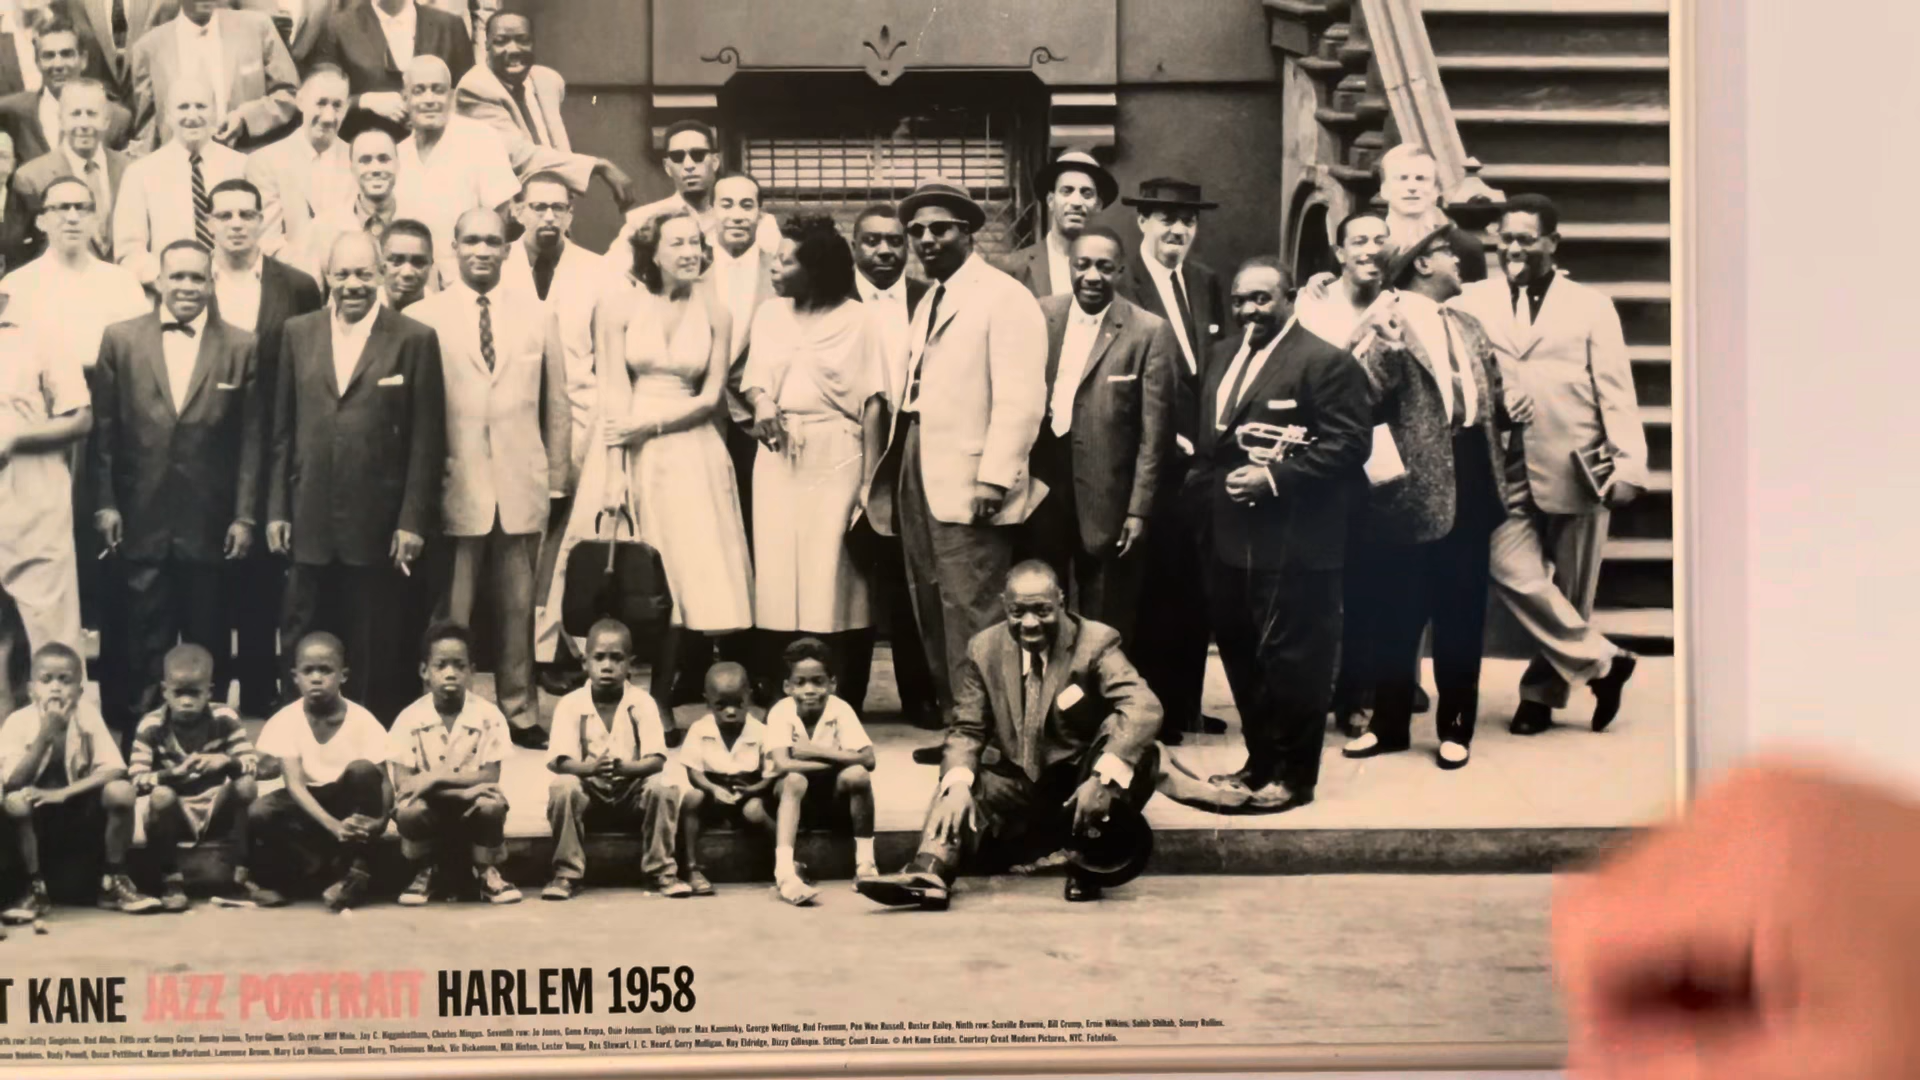 T KANE JAZZ PORTRAIT HARLEM 1958
row: Zutty Singleton, Red Allen. Fifth row: Sonny Greer, Jimmy Jones, Tyree Glenn. Sixth row: Miff Mole, Jay C. Higginbotham, Charles Mingus. Seventh row: Jo Jones, Gene Krupa, Osie Johnson. Eighth row: Max Kaminsky, George Wettling, Bud Freeman, Pee Wee Russell, Buster Bailey. Ninth row: Scoville Browne, Bill Crump, Ernie Wilkins, Sahib Shihab, Sonny Rollins.
Hawkins, Rudy Powell, Oscar Pettiford, Marian McPartland, Lawrence Brown, Mary Lou Williams, Emmett Berry, Thelonious Monk, Vic Dickenson, Milt Hinton, Lester Young, Rex Stewart, J. C. Heard, Gerry Mulligan, Roy Eldridge, Dizzy Gillespie. Sitting: Count Basie. © Art Kane Estate. Courtesy Great Modern Pictures, NYC. Fotofolio.